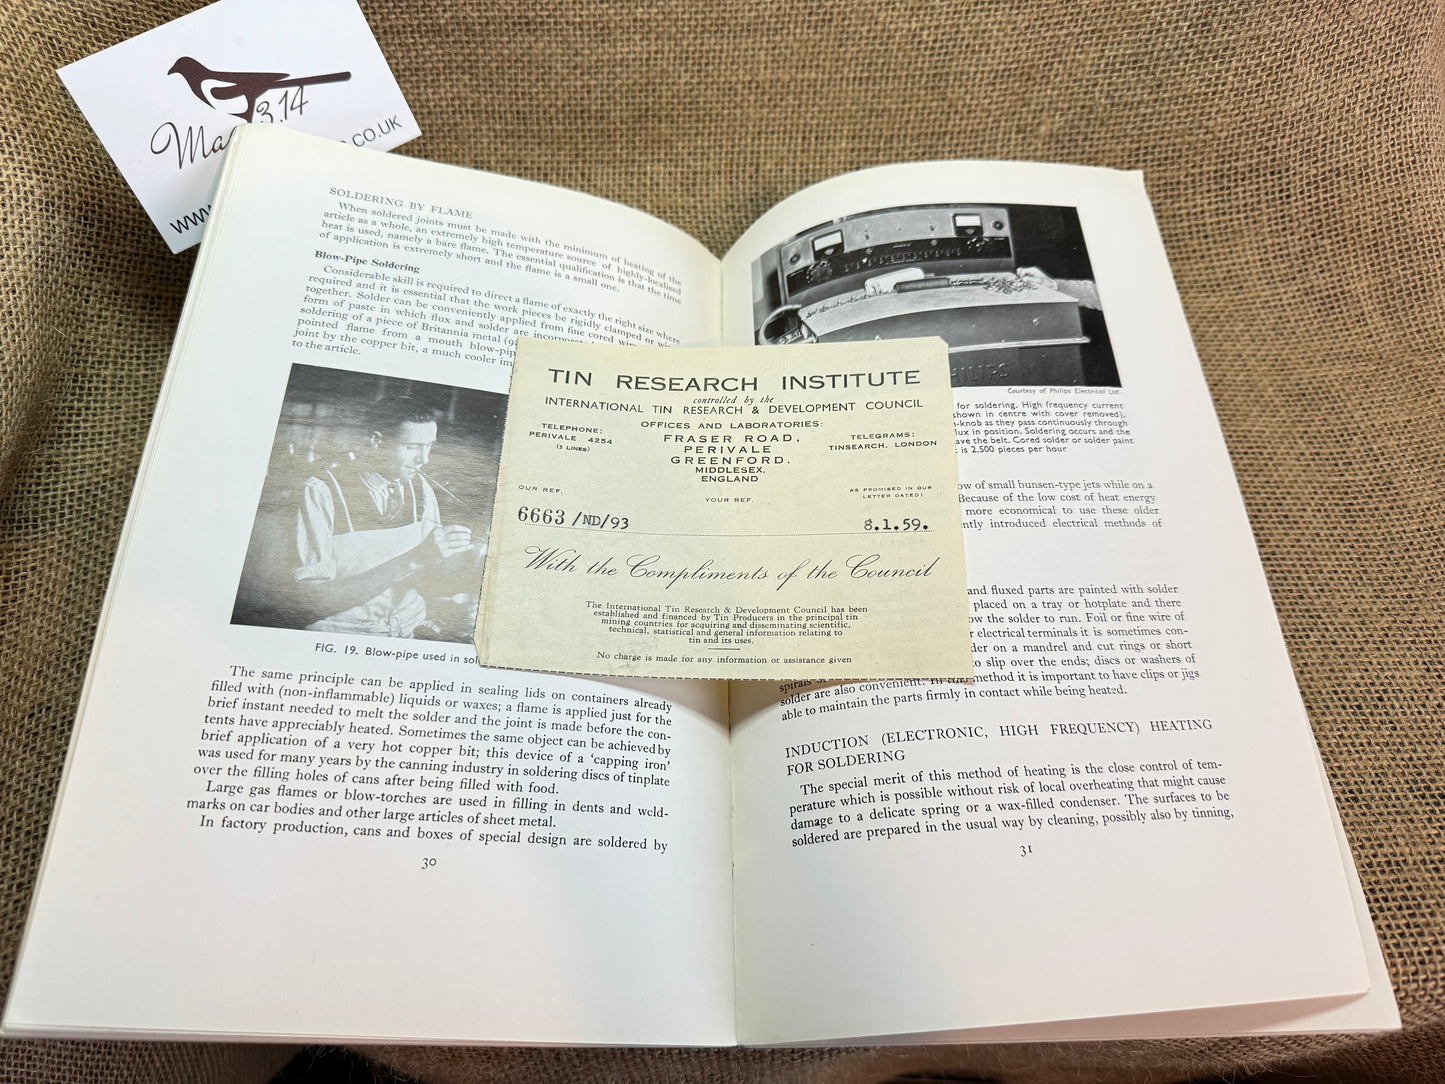 Ma
3.14
www.
.CO.UK
SOLDERING BY FLAME
When soldered joints must be made with the minimum of heating of the
article as a whole, an extremely high temperature source of highly-localised
heat is used, namely a bare flame. The essential qualification is that the time
of application is extremely short and the flame is a small one.
Blow-Pipe Soldering
Considerable skill is required to direct a flame of exactly the right size where
required and it is essential that the work pieces be rigidly clamped or wired
together. Solder can be conveniently applied from fine cored wire
form of paste in which flux and solder are incorporated
soldering of a piece of Britannia metal
pointed flame from a mouth blow-pipe
joint by the copper bit, a much cooler
to the article.
FIG. 19. Blow-pipe used in
The same principle can be applied in sealing lids on containers already
filled with (non-inflammable) liquids or waxes; a flame is applied just for the
brief instant needed to melt the solder and the joint is made before the con-
tents have appreciably heated. Sometimes the same object can be achieved by
brief application of a very hot copper bit; this device of a 'capping iron'
was used for many years by the canning industry in soldering discs of tinplate
over the filling holes of cans after being filled with food.
Large gas flames or blow-torches are used in filling in dents and weld-
marks on car bodies and other large articles of sheet metal.
In factory production, cans and boxes of special design are soldered by
30
TIN RESEARCH INSTITUTE
controlled by the
INTERNATIONAL TIN RESEARCH & DEVELOPMENT COUNCIL
OFFICES AND LABORATORIES:
TELEPHONE:
PERIVALE 4254
(3 LINES)
FRASER ROAD,
PERIVALE
GREENFORD,
MIDDLESEX,
ENGLAND
TELEGRAMS:
TINSEARCH, LONDON
OUR REF.
YOUR REF.
AS PROMISED IN OUR
LETTER DATED:
6663/ND/93
8.1.59.
With the Compliments of the Council
The International Tin Research & Development Council has been
established and financed by Tin Producers in the principal tin
mining countries for acquiring and disseminating scientific,
technical, statistical and general information relating to
tin and its uses.
No charge is made for any information or assistance given
PHILIPS
Courtesy of Philips Electrical Ltd.
for soldering. High frequency current
shown in centre with cover removed),
-knob as they pass continuously through
flux in position. Soldering occurs and the
leave the belt. Cored solder or solder paint
is 2,500 pieces per hour
of small bunsen-type jets while on a
Because of the low cost of heat energy
more economical to use these older
recently introduced electrical methods of
and fluxed parts are painted with solder
placed on a tray or hotplate and there
the solder to run. Foil or fine wire of
electrical terminals it is sometimes con-
on a mandrel and cut rings or short
spirals to slip over the ends; discs or washers of
solder are also convenient. In this method it is important to have clips or jigs
able to maintain the parts firmly in contact while being heated.
INDUCTION (ELECTRONIC, HIGH FREQUENCY) HEATING
FOR SOLDERING
The special merit of this method of heating is the close control of tem-
perature which is possible without risk of local overheating that might cause
damage to a delicate spring or a wax-filled condenser. The surfaces to be
soldered are prepared in the usual way by cleaning, possibly also by tinning,
31